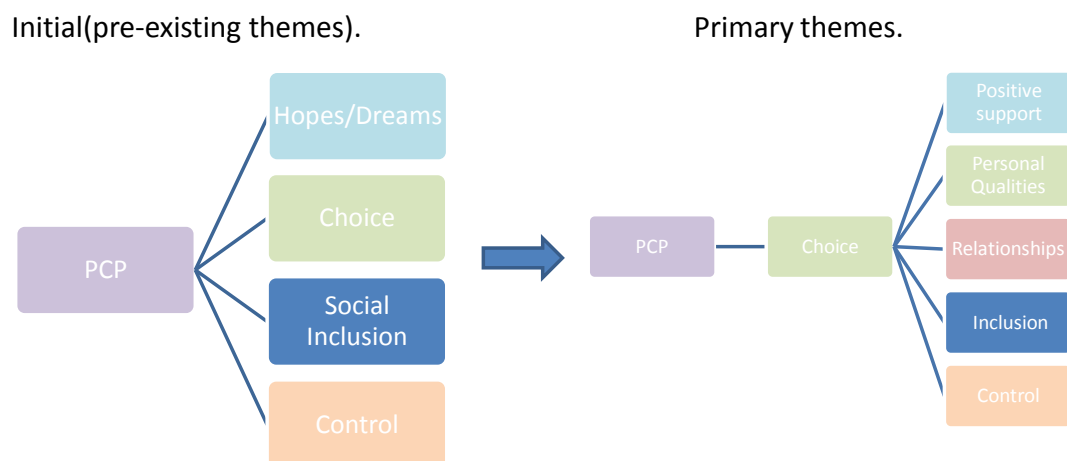 Initial(pre-existing themes).
Primary themes.
Hopes/Dreams
Choice
PCP
Social
Inclusion
Control
Positive
support
Personal
Qualities
PCP
Choice
Relationships
Inclusion
Control